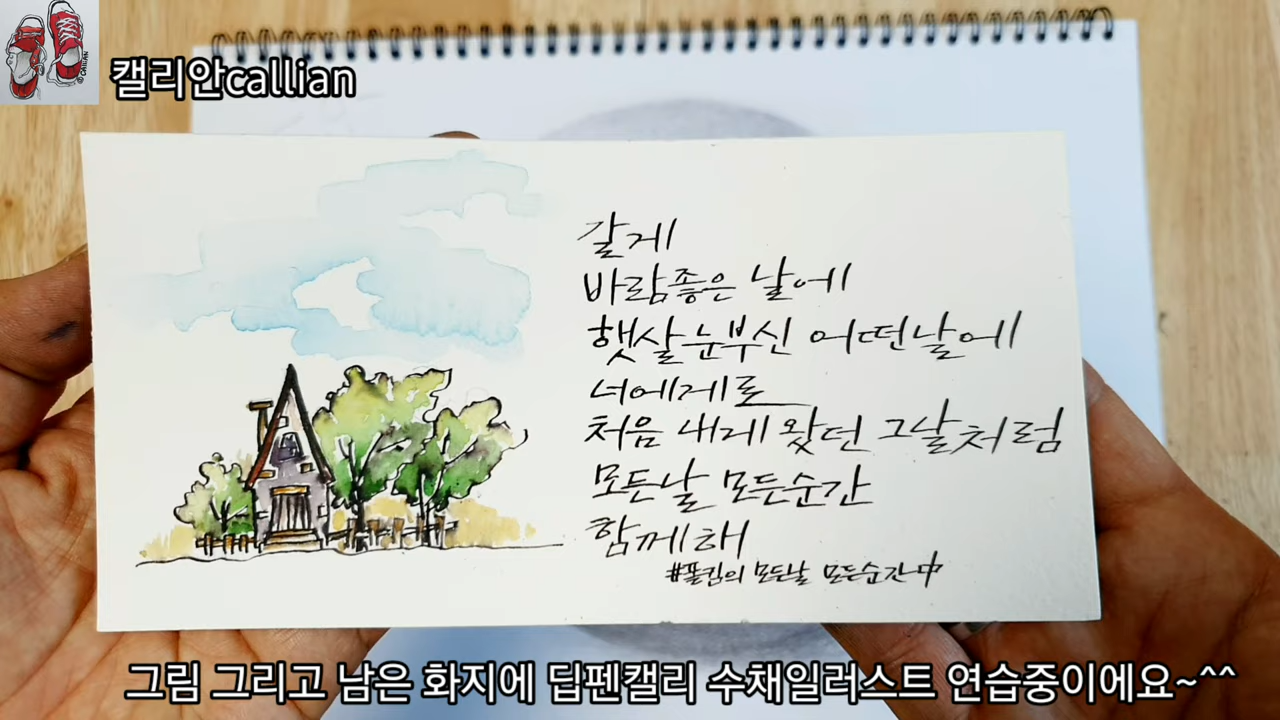 캘리안callian
갈게
바람좋은 날에
햇살눈부신 어떤날에
너에게로
처음 내게 왔던 그날처럼
모든날 모든순간
함께해
#폴킴의 모든날 모든순간中
그림 그리고 남은 화지에 딥펜캘리 수채일러스트 연습중이에요~^^